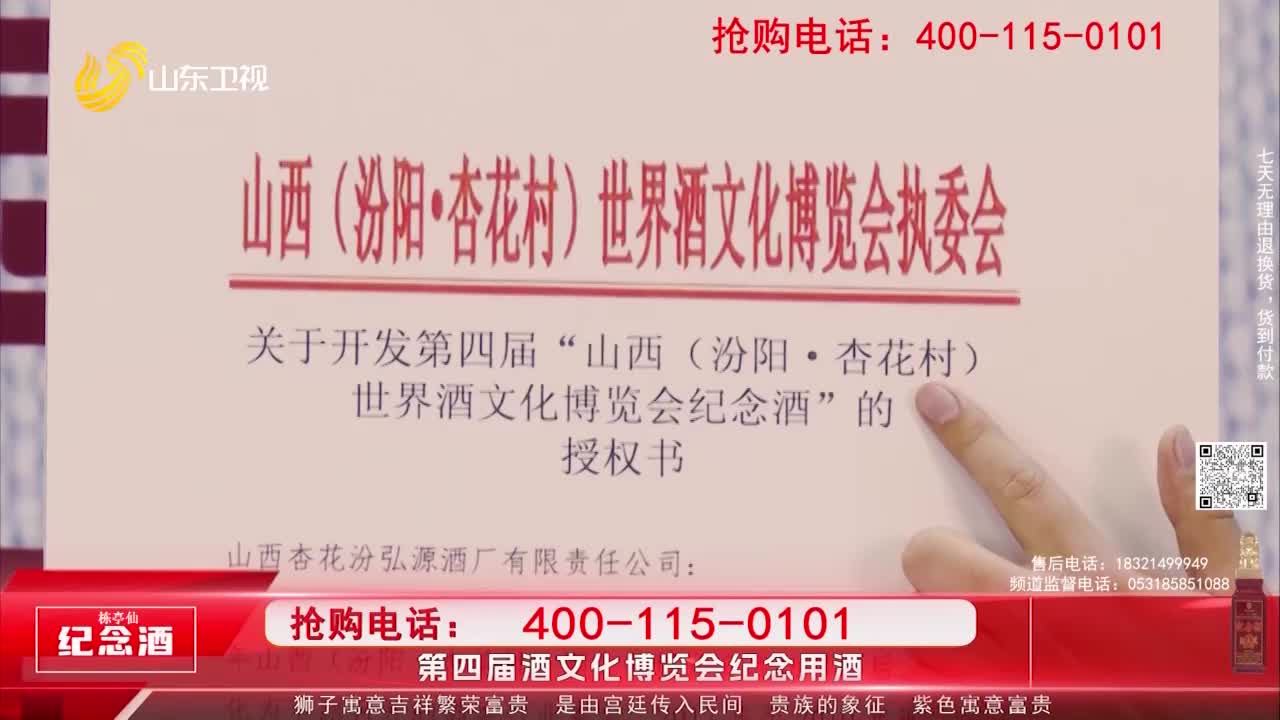 抢购电话：400-115-0101
山东卫视
山西（汾阳•杏花村）世界酒文化博览会执委会
关于开发第四届“山西（汾阳·杏花村）
世界酒文化博览会纪念酒”的
授权书
山西杏花汾弘源酒厂有限责任公司：
七天无理由退换货，货到付款
售后电话：18321499949
频道监督电话：053185851088
栋亭仙
纪念酒
抢购电话： 400-115-0101
第四届酒文化博览会纪念用酒
狮子寓意吉祥繁荣富贵 是由宫廷传入民间 贵族的象征 紫色寓意富贵